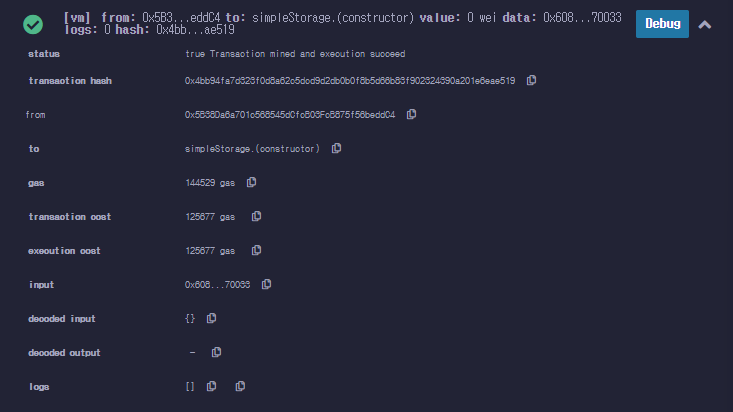 [vm] from: 0x5B3...eddC4 to: simpleStorage.(constructor) value: 0 wei data: 0x608...70033
logs: 0 hash: 0x4bb...ae519
Debug
status true Transaction mined and execution succeed
transaction hash 0x4bb94fa7d323f0d8a62c5dcd9d2db0b0f8b5d66b83f902324390a201e6eae519
from 0x5B38Da6a701c568545dCfcB03FcB875f56beddC4
to simpleStorage.(constructor)
gas 144529 gas
transaction cost 125677 gas
execution cost 125677 gas
input 0x608...70033
decoded input {}
decoded output -
logs []